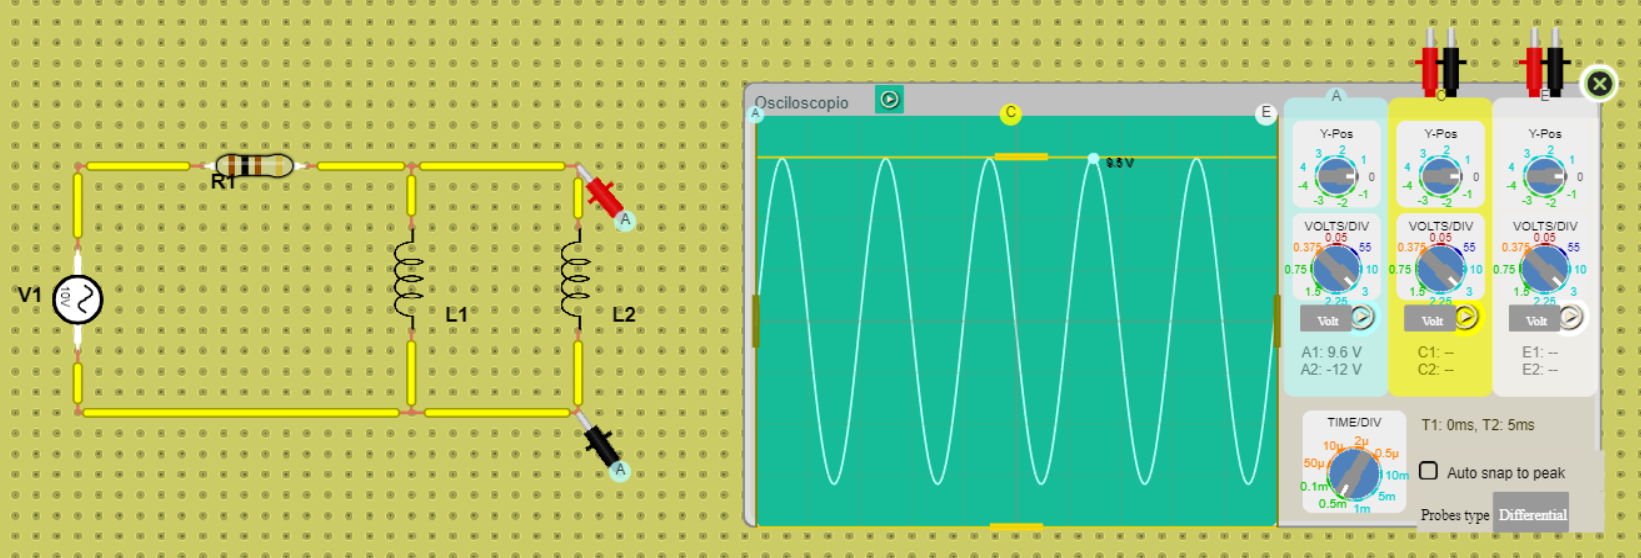 R1
V1
10V
L1
L2
A
A
Osciloscopio
A
C
E
9.5 V
A
C
E
Y-Pos
3 2
4 1
0
-4 -1
-3 -2
Y-Pos
3 2
4 1
0
-4 -1
-3 -2
Y-Pos
3 2
4 1
0
-4 -1
-3 -2
VOLTS/DIV
0.05
0.375 55
0.75 10
1.5 3
2.25
VOLTS/DIV
0.05
0.375 55
0.75 10
1.5 3
2.25
VOLTS/DIV
0.05
0.375 55
0.75 10
1.5 3
2.25
Volt
Volt
Volt
A1: 9.6 V
A2: -12 V
C1: --
C2: --
E1: --
E2: --
TIME/DIV
2µ
10µ 0.5µ
50µ 10m
0.1m 5m
0.5m 1m
T1: 0ms, T2: 5ms
Auto snap to peak
Probes type Differential